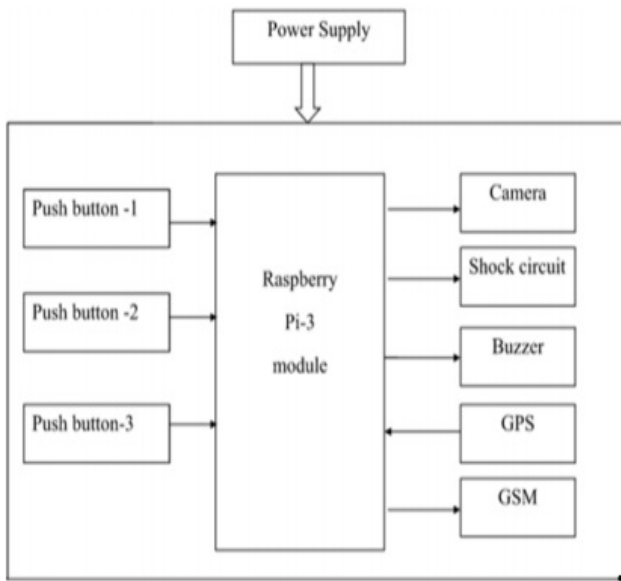 Power Supply
Push button -1
Push button -2
Push button-3
Raspberry
Pi-3
module
Camera
Shock circuit
Buzzer
GPS
GSM